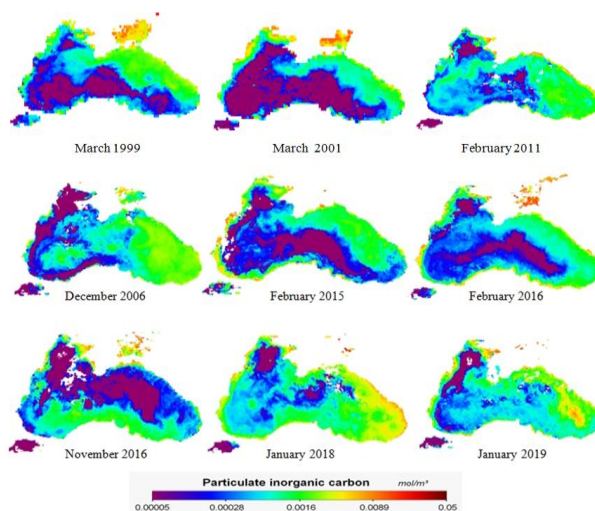 March 1999
March 2001
February 2011
December 2006
February 2015
February 2016
November 2016
January 2018
January 2019
Particulate inorganic carbon mol/m³
0.00005 0.00028 0.0016 0.0089 0.05